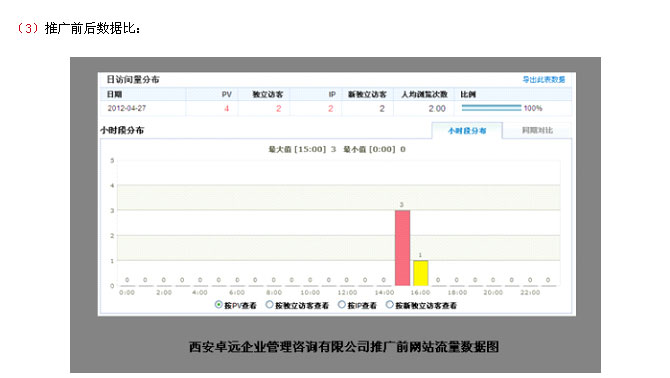 （3）推广前后数据比：
日访问量分布 导出此表数据
日期 PV 独立访客 IP 新独立访客 人均浏览次数 比例
2012-04-27 4 2 2 2 2.00 100%
小时段分布 小时段分布 同期对比
最大值 [15:00] 3 最小值 [0:00] 0
5
4
3
2
1
0
0 0 0 0 0 0 0 0 0 0 0 0 0 0 0 3 1 0 0 0 0 0 0 0
0:00 2:00 4:00 6:00 8:00 10:00 12:00 14:00 16:00 18:00 20:00 22:00
按PV查看 按独立访客查看 按IP查看 按新独立访客查看
西安卓远企业管理咨询有限公司推广前网站流量数据图